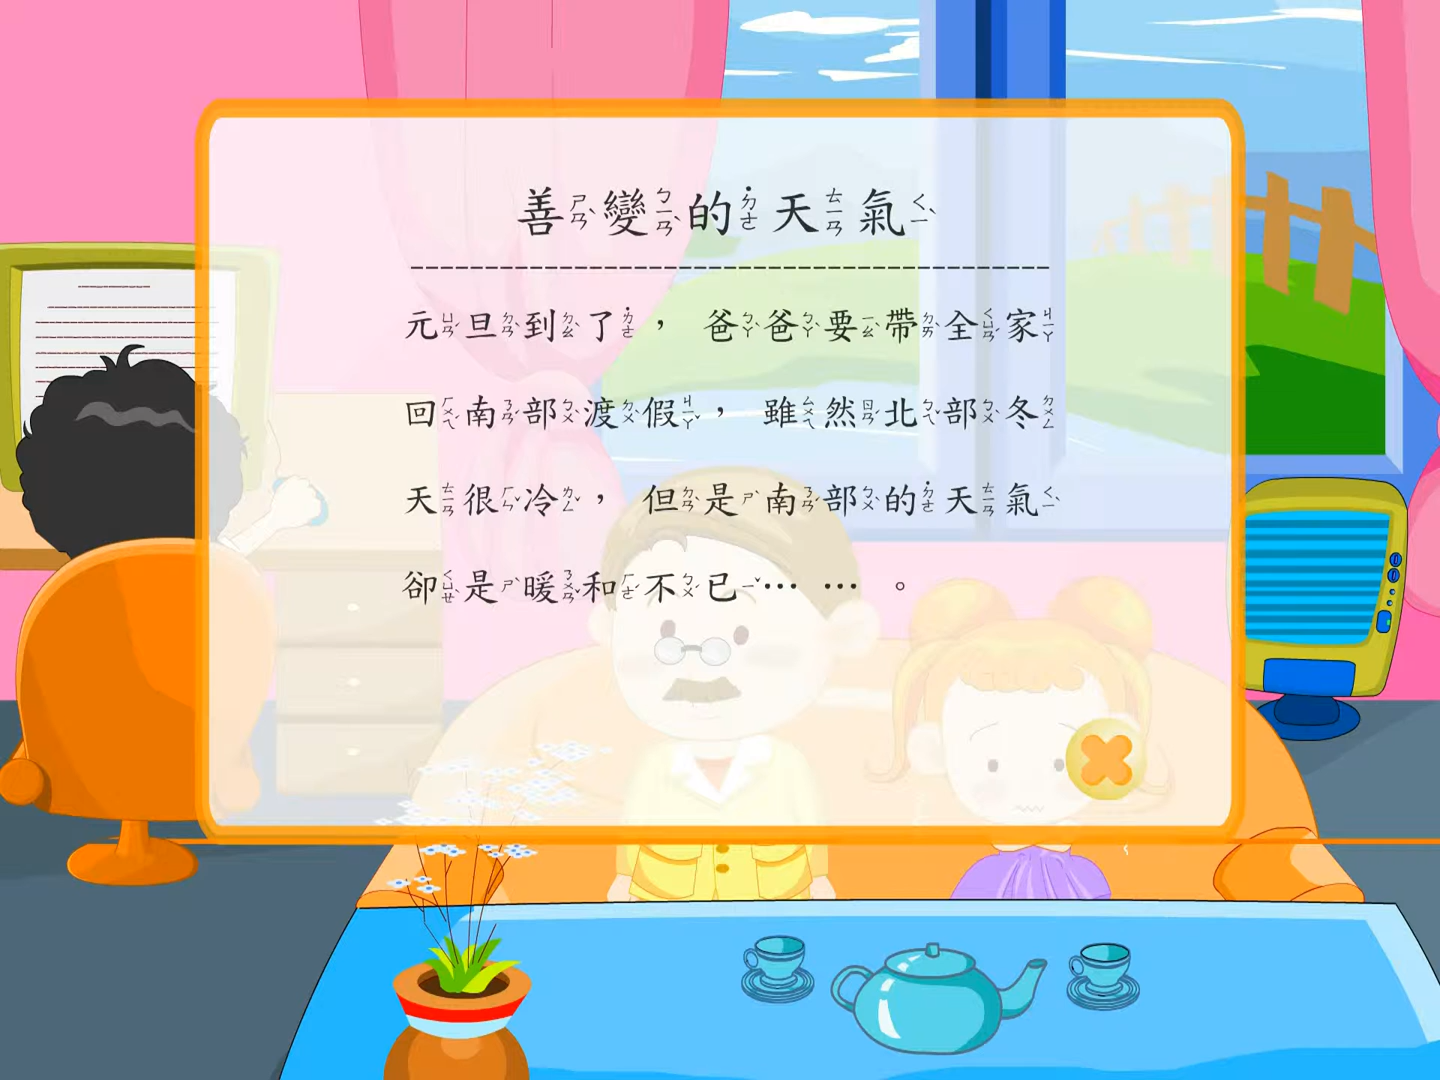 善變的天氣
元旦到了， 爸爸要帶全家
回南部渡假， 雖然北部冬
天很冷， 但是南部的天氣
卻是暖和不已… … 。